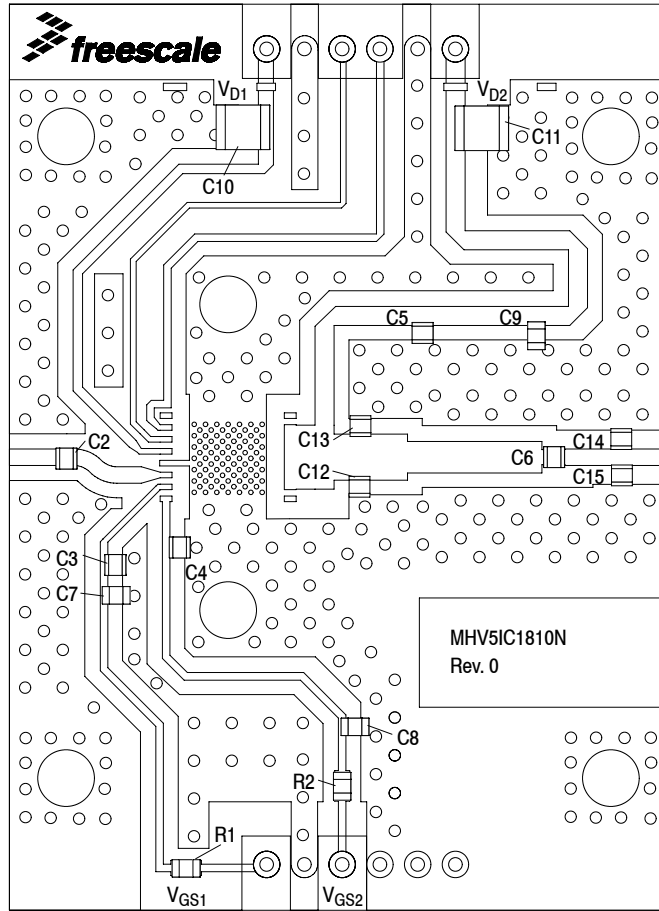 freescale
VD1
VD2
C10
C11
C5
C9
C2
C13
C12
C6
C14
C15
C3
C7
C4
MHV5IC1810N
Rev. 0
C8
R2
R1
VGS1
VGS2